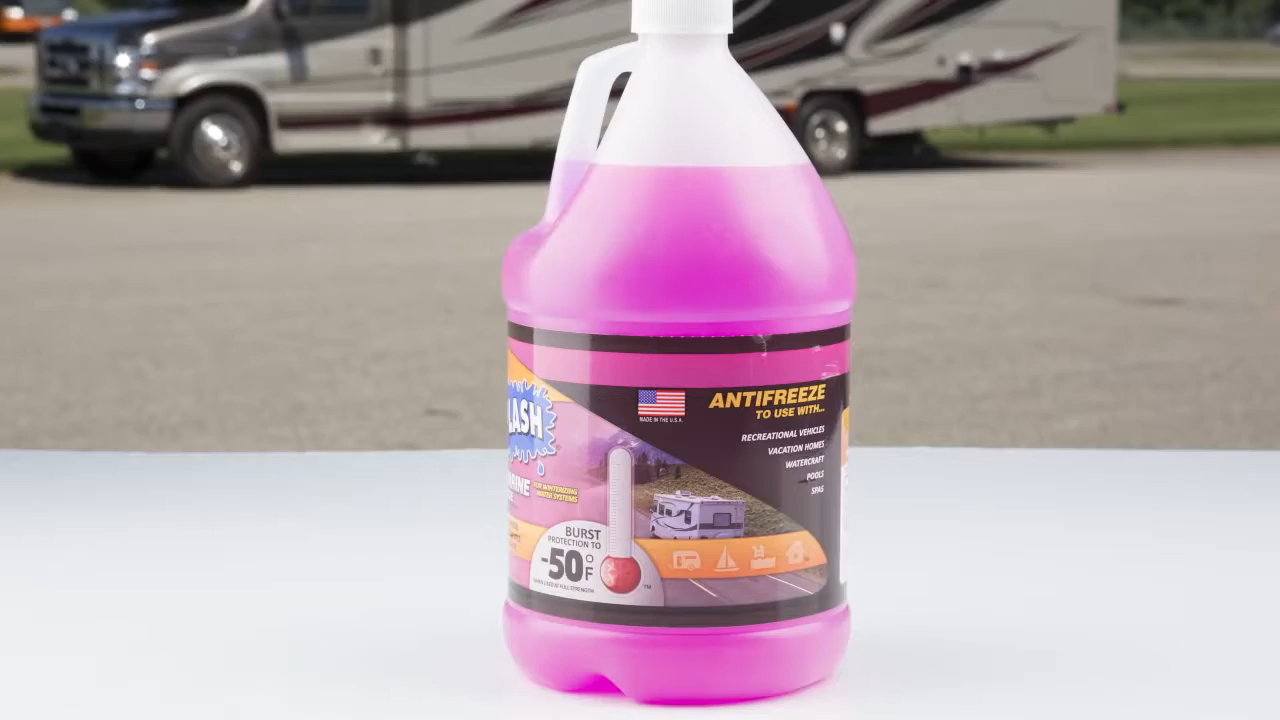 LASH
MADE IN THE U.S.A.
ANTIFREEZE
TO USE WITH...
RECREATIONAL VEHICLES
VACATION HOMES
WATERCRAFT
POOLS
SPAS
FOR WINTERIZING
WATER SYSTEMS
BURST
PROTECTION TO
-50°F
TM